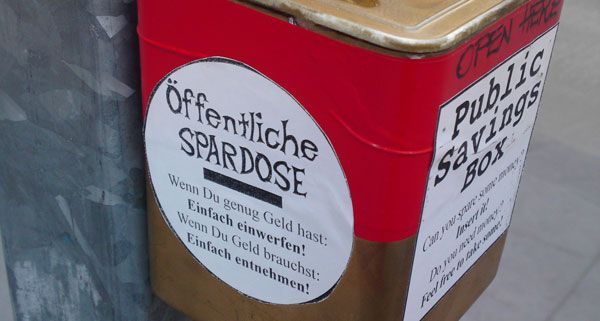 Öffentliche
SPARDOSE
Wenn Du genug Geld hast:
Einfach einwerfen!
Wenn Du Geld brauchst:
Einfach entnehmen!
OPEN HERE
Public
Savings
Box
Can you spare some money?
Insert it!
Do you need money?
Feel free to take some!